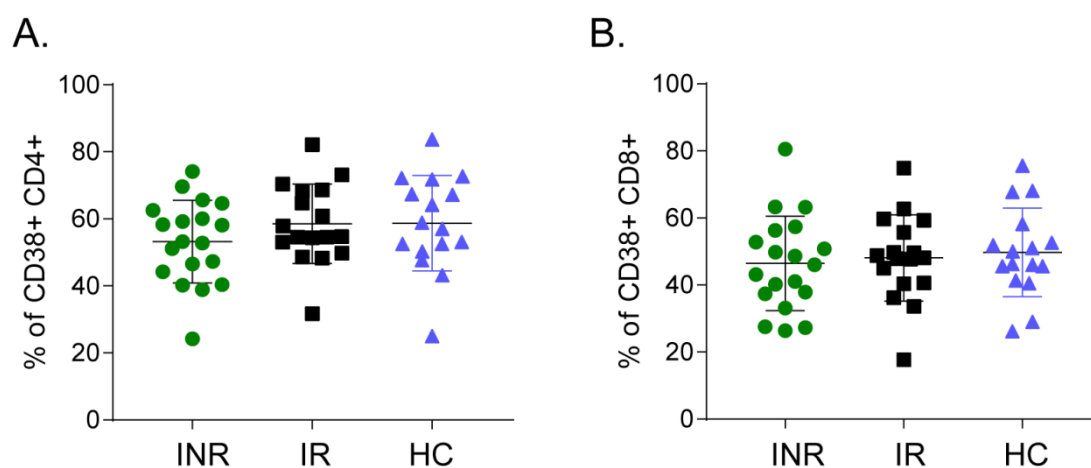 A.
% of CD38+ CD4+
100
80
60
40
20
0
INR IR HC
B.
% of CD38+ CD8+
100
80
60
40
20
0
INR IR HC